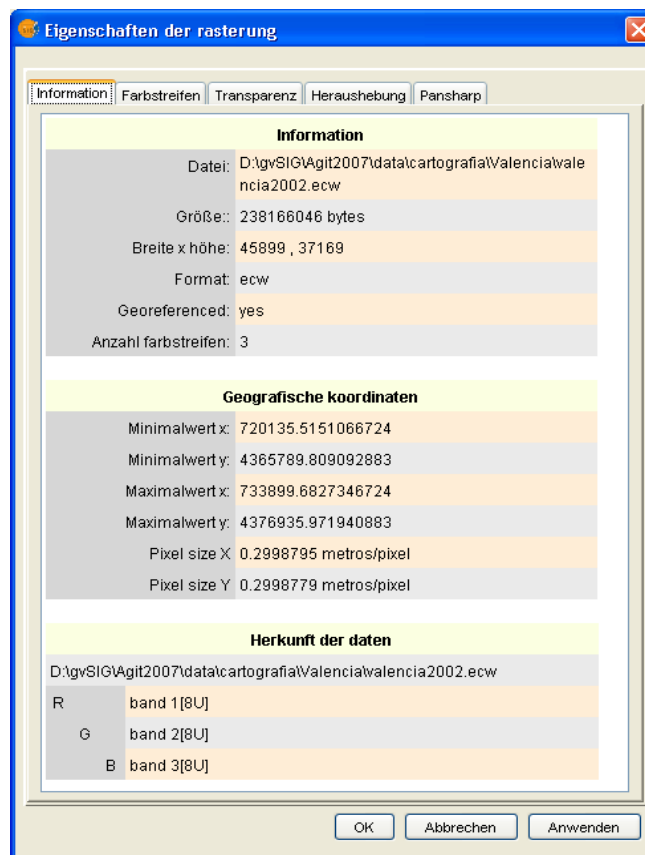 Eigenschaften der rasterung
Information Farbstreifen Transparenz Heraushebung Pansharp
Information
Datei: D:\gvSIG\Agit2007\data\cartografia\Valencia\vale
ncia2002.ecw
Größe:: 238166046 bytes
Breite x höhe: 45899 , 37169
Format: ecw
Georeferenced: yes
Anzahl farbstreifen: 3
Geografische koordinaten
Minimalwert x: 720135.5151066724
Minimalwert y: 4365789.809092883
Maximalwert x: 733899.6827346724
Maximalwert y: 4376935.971940883
Pixel size X 0.2998795 metros/pixel
Pixel size Y 0.2998779 metros/pixel
Herkunft der daten
D:\gvSIG\Agit2007\data\cartografia\Valencia\valencia2002.ecw
R band 1[8U]
G band 2[8U]
B band 3[8U]
OK Abbrechen Anwenden